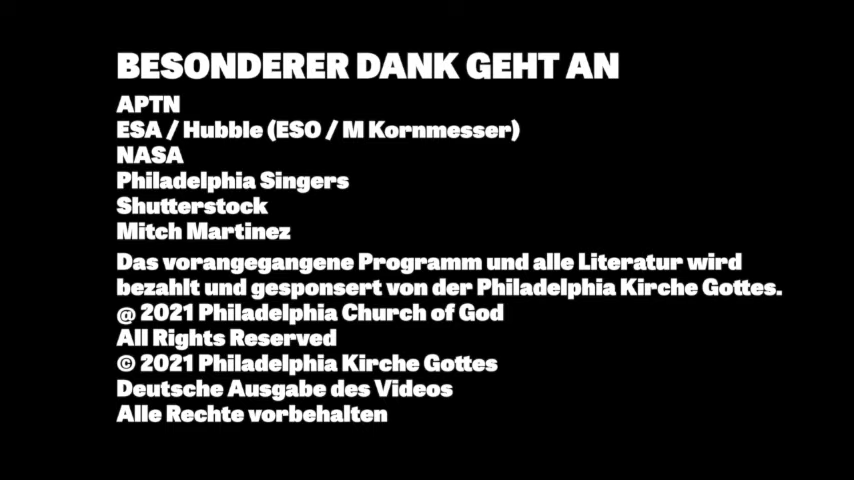 BESONDERER DANK GEHT AN
APTN
ESA / Hubble (ESO / M Kornmesser)
NASA
Philadelphia Singers
Shutterstock
Mitch Martinez
Das vorangegangene Programm und alle Literatur wird
bezahlt und gesponsert von der Philadelphia Kirche Gottes.
@ 2021 Philadelphia Church of God
All Rights Reserved
© 2021 Philadelphia Kirche Gottes
Deutsche Ausgabe des Videos
Alle Rechte vorbehalten